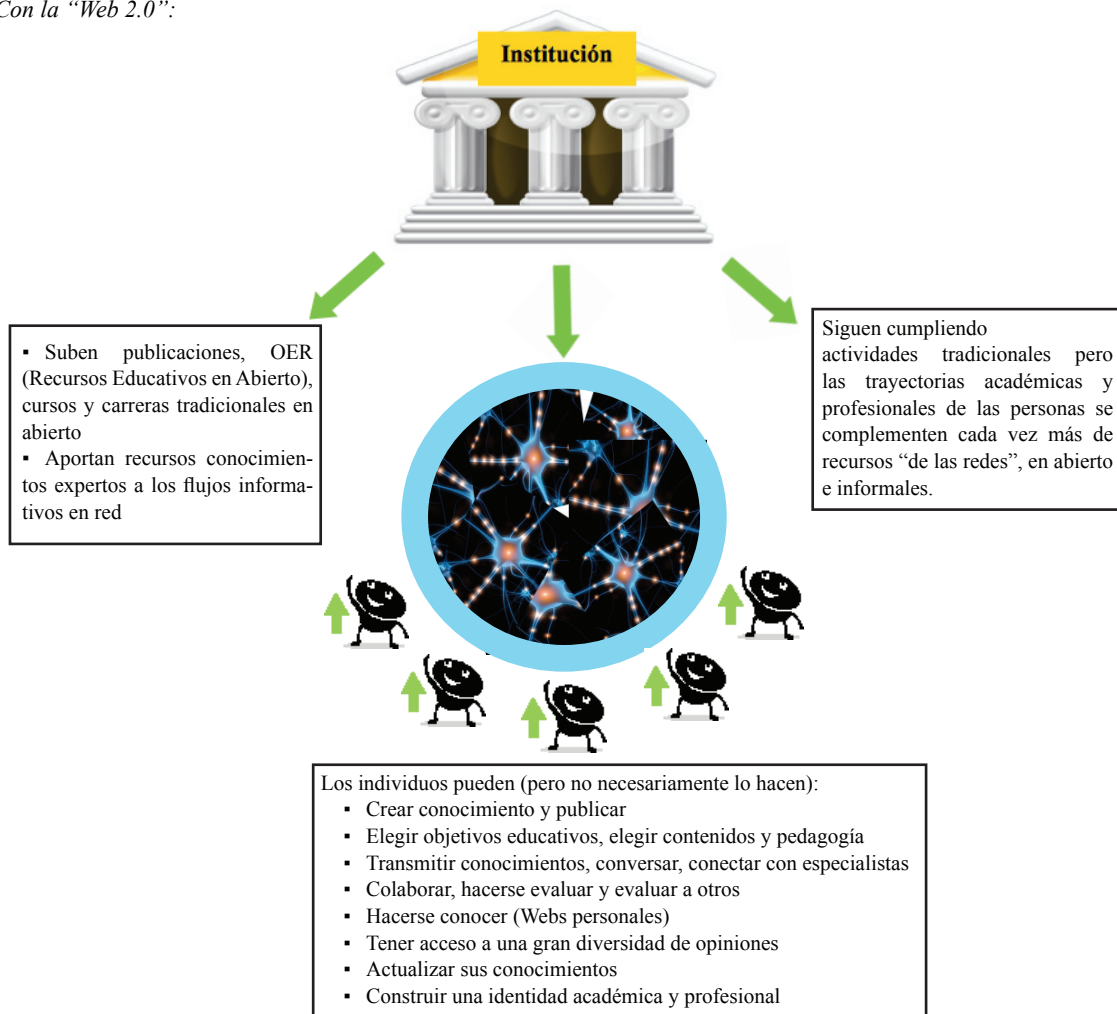 Con la “Web 2.0”:
Institución
▪ Suben publicaciones, OER
(Recursos Educativos en Abierto),
cursos y carreras tradicionales en
abierto
▪ Aportan recursos conocimien-
tos expertos a los flujos informa-
tivos en red
Siguen cumpliendo
actividades tradicionales pero
las trayectorias académicas y
profesionales de las personas se
complementen cada vez más de
recursos “de las redes”, en abierto
e informales.
Los individuos pueden (pero no necesariamente lo hacen):
▪ Crear conocimiento y publicar
▪ Elegir objetivos educativos, elegir contenidos y pedagogía
▪ Transmitir conocimientos, conversar, conectar con especialistas
▪ Colaborar, hacerse evaluar y evaluar a otros
▪ Hacerse conocer (Webs personales)
▪ Tener acceso a una gran diversidad de opiniones
▪ Actualizar sus conocimientos
▪ Construir una identidad académica y profesional